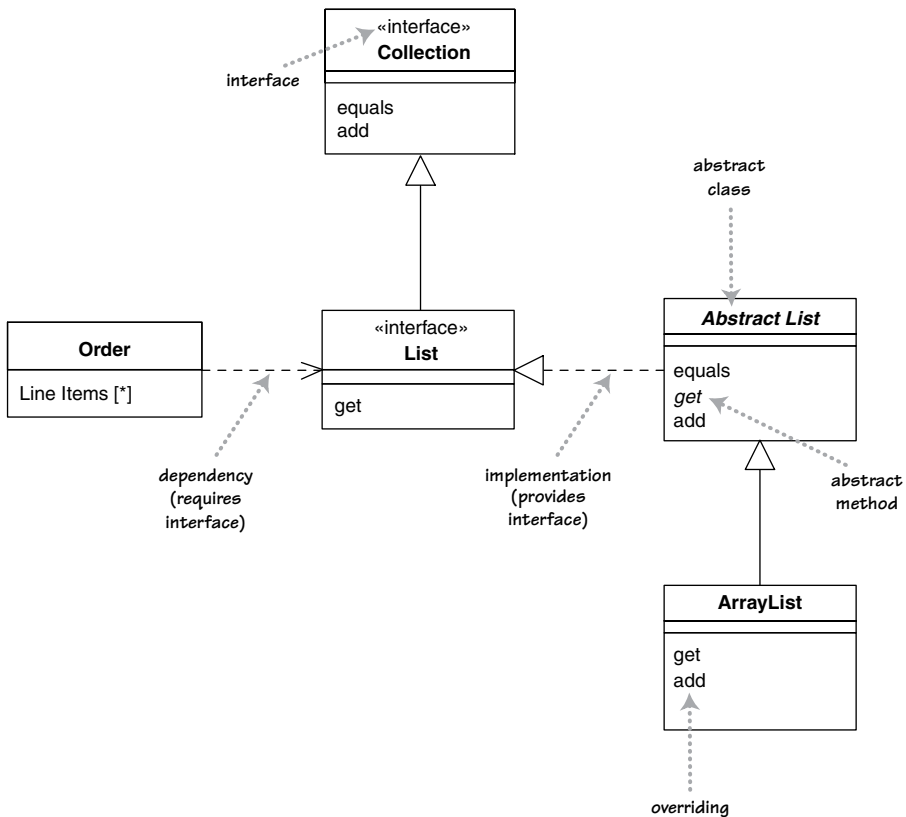 «interface»
Collection
interface
equals
add
abstract
class
«interface»
List
get
Abstract List
equals
get
add
Order
Line Items [*]
dependency
(requires
interface)
implementation
(provides
interface)
abstract
method
ArrayList
get
add
overriding